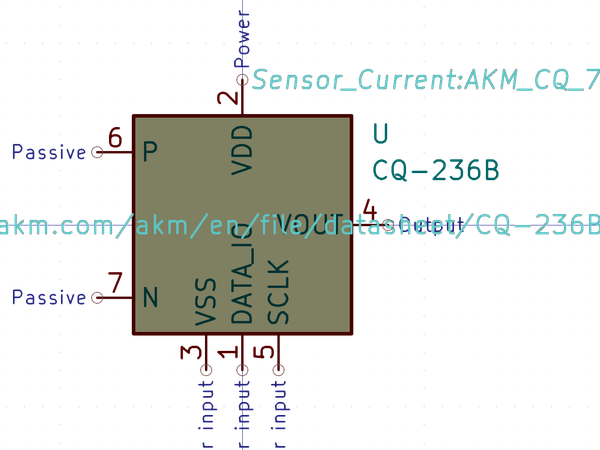 Power
Sensor_Current:AKM_CQ_7
2
U
6
Passive
P
VDD
CQ-236B
4
akm.com/akm/en/file/datasheet/CQ-236B
VOUT
Output
7
Passive
N
VSS
DATA_IO
SCLK
3
1
5
r input
r input
r input